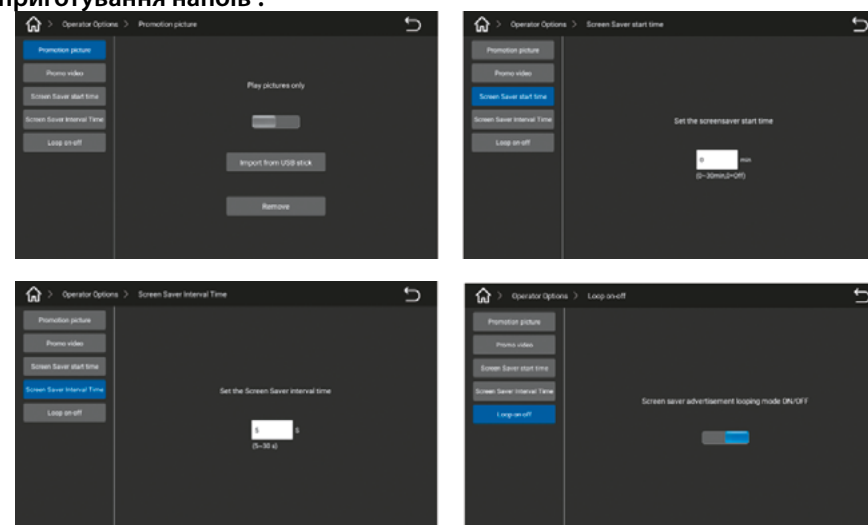 приготування напоїв :
> Operator Options > Promotion picture
Promotion picture
Promo video
Screen Saver start time
Screen Saver Interval Time
Loop on-off
Play pictures only
Import from USB stick
Remove
> Operator Options > Screen Saver start time
Promotion picture
Promo video
Screen Saver start time
Screen Saver Interval Time
Loop on-off
Set the screensaver start time
0 min
(0~30min,0=Off)
> Operator Options > Screen Saver Interval Time
Promotion picture
Promo video
Screen Saver start time
Screen Saver Interval Time
Loop on-off
Set the Screen Saver interval time
5 S
(5~30 s)
> Operator Options > Loop on-off
Promotion picture
Promo video
Screen Saver start time
Screen Saver Interval Time
Loop on-off
Screen saver advertisement looping mode ON/OFF